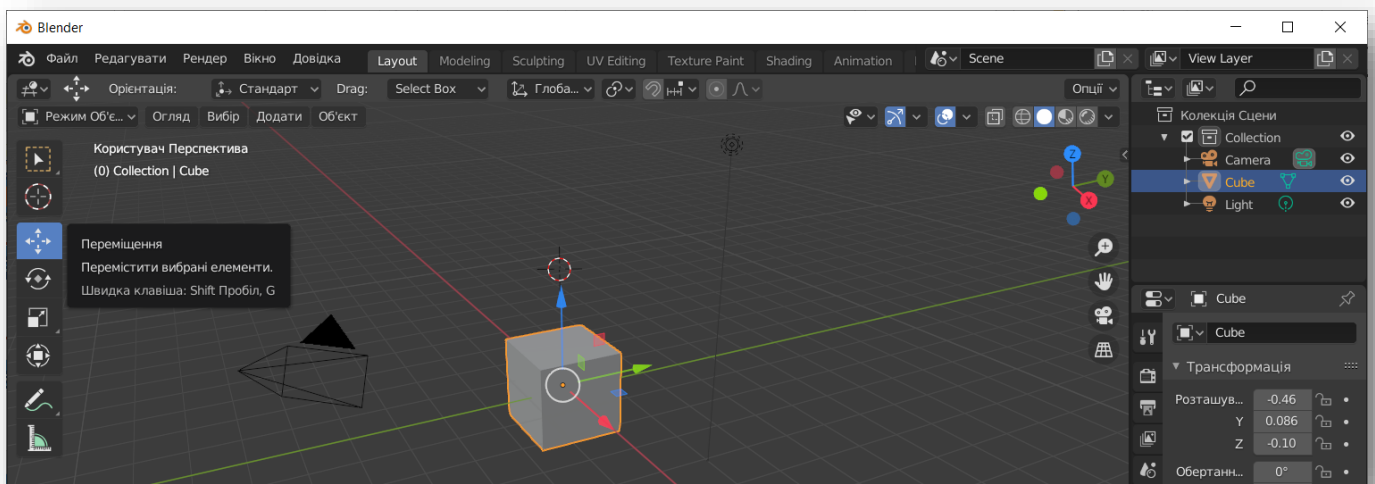 Blender
Файл Редагувати Рендер Вікно Довідка Layout Modeling Sculpting UV Editing Texture Paint Shading Animation Scene View Layer
Орієнтація: Стандарт Drag: Select Box Глоба... Опції
Режим Об'є... Огляд Вибір Додати Об'єкт
Користувач Перспектива
(0) Collection | Cube
Переміщення
Перемістити вибрані елементи.
Швидка клавіша: Shift Пробіл, G
Z
Y
X
Колекція Сцени
Collection
Camera
Cube
Light
Cube
Cube
Трансформація
Розташув... -0.46
Y 0.086
Z -0.10
Обертанн... 0°